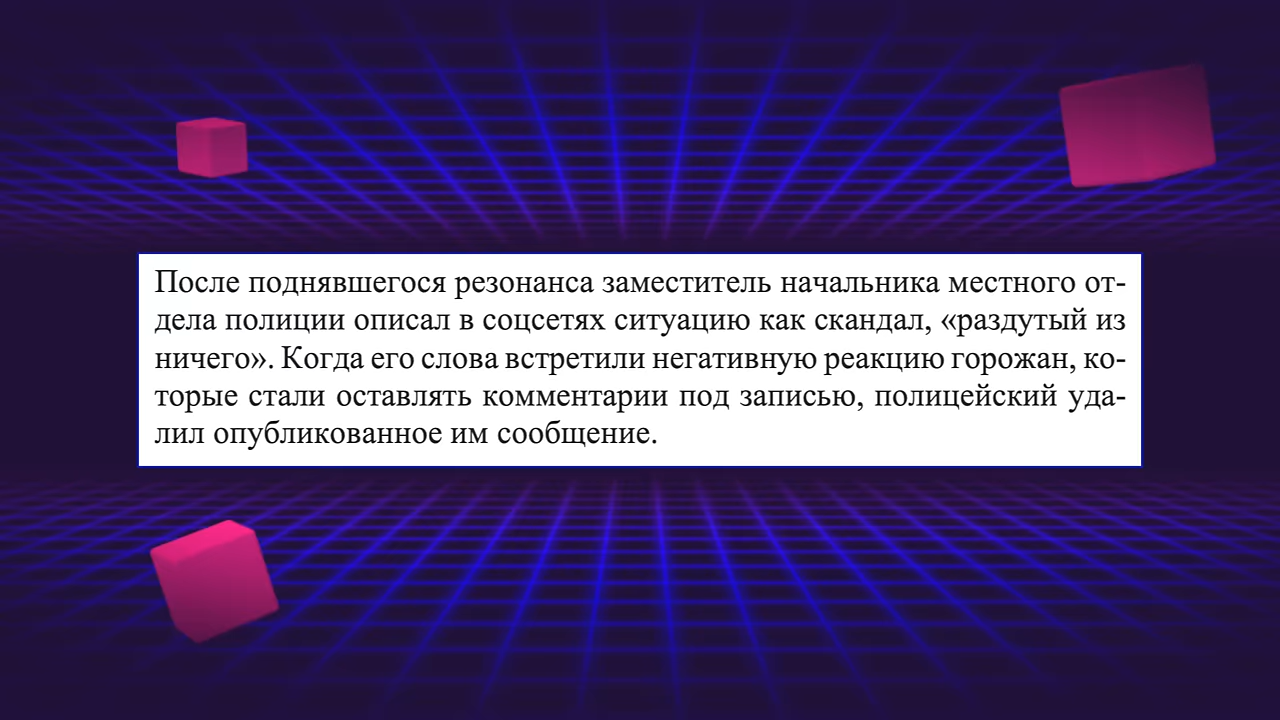 После поднявшегося резонанса заместитель начальника местного от-
дела полиции описал в соцсетях ситуацию как скандал, «раздутый из
ничего». Когда его слова встретили негативную реакцию горожан, ко-
торые стали оставлять комментарии под записью, полицейский уда-
лил опубликованное им сообщение.